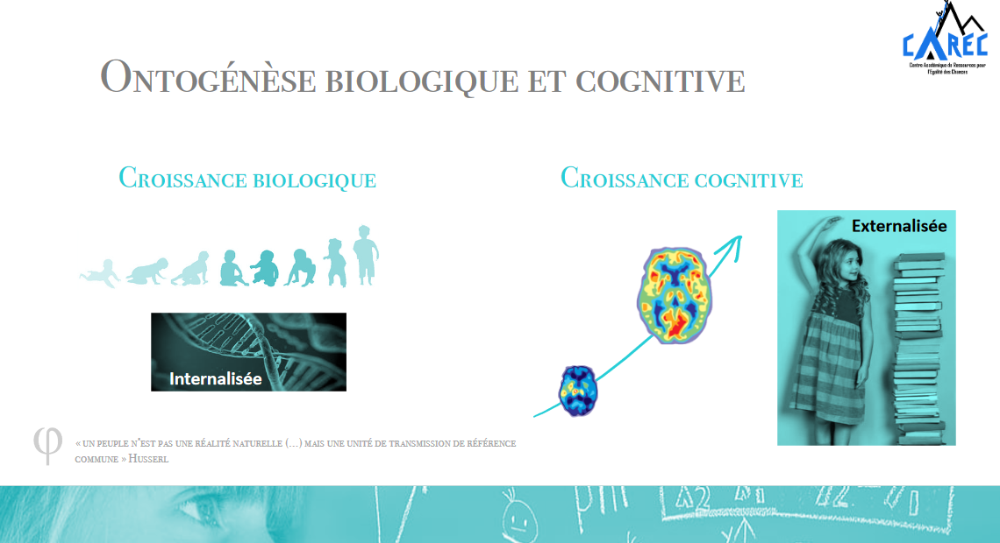 CAREC
Centre Académique de Ressources pour
l'Egalité des Chances
Ontogénèse biologique et cognitive
Croissance biologique
Croissance cognitive
Externalisée
Internalisée
φ
« un peuple n'est pas une réalité naturelle (…) mais une unité de transmission de référence
commune » Husserl